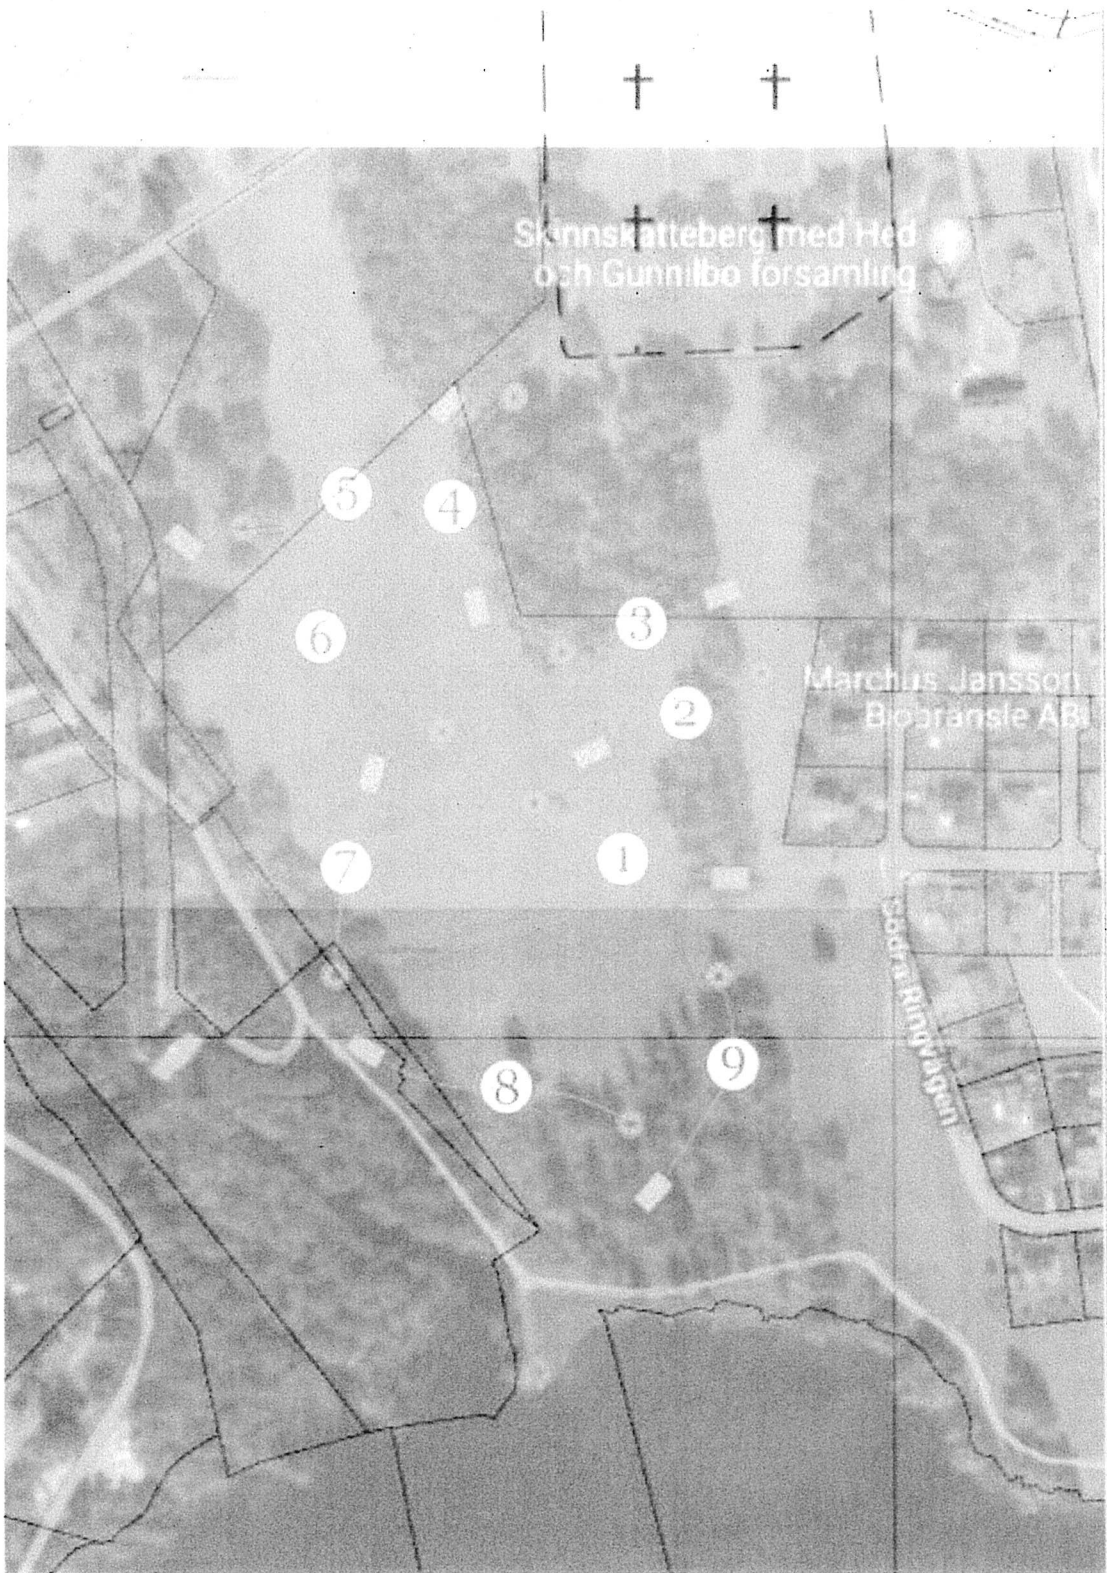 Skinnskatteberg med Hed
och Gunnilbo församling
5
4
3
6
Marchus Jansson
Biobränsle AB
2
1
7
Södra Ringvägen
9
8